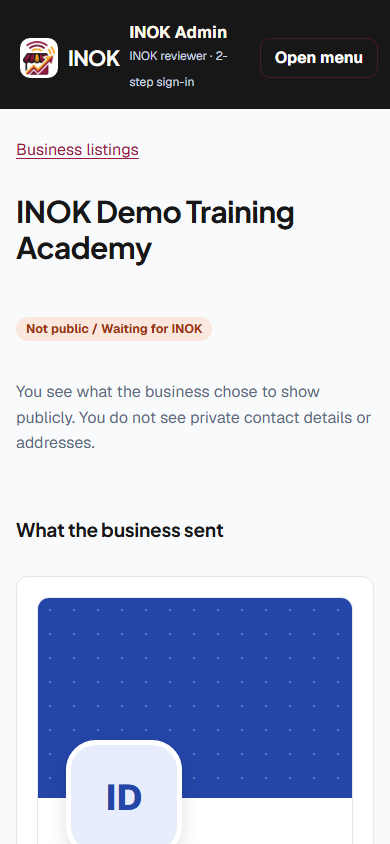 INOK
INOK Admin
INOK reviewer · 2-
step sign-in
Open menu
Business listings
INOK Demo Training
Academy
Not public / Waiting for INOK
You see what the business chose to show
publicly. You do not see private contact details or
addresses.
What the business sent
ID